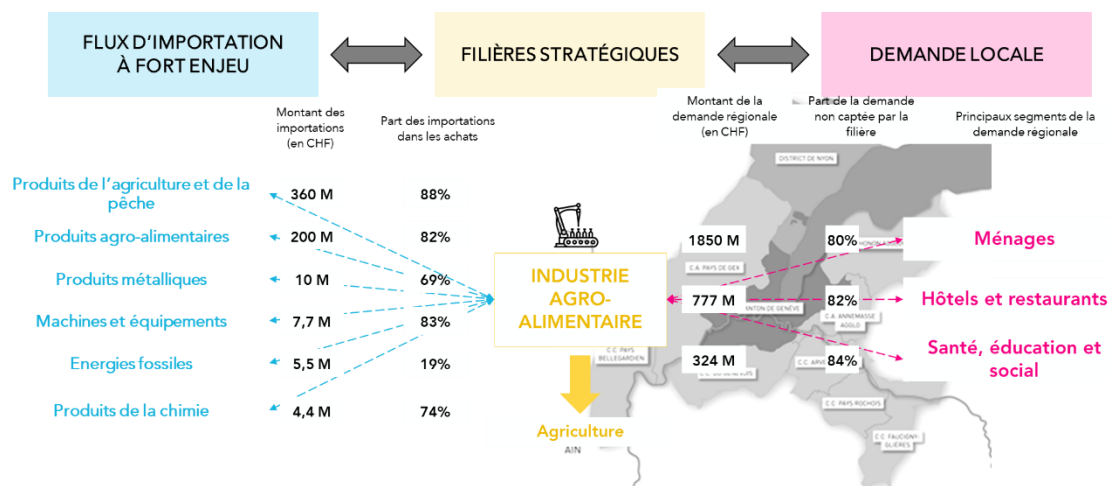 FLUX D'IMPORTATION
À FORT ENJEU
FILIÈRES STRATÉGIQUES
DEMANDE LOCALE
Montant des
importations
(en CHF)
Part des importations
dans les achats
Montant de la
demande régionale
(en CHF)
Part de la demande
non captée par la
filière
Principaux segments de la
demande régionale
Produits de l'agriculture et de la
pêche
360 M
88%
Produits agro-alimentaires
200 M
82%
Produits métalliques
10 M
69%
Machines et équipements
7,7 M
83%
Energies fossiles
5,5 M
19%
Produits de la chimie
4,4 M
74%
INDUSTRIE
AGRO-
ALIMENTAIRE
Agriculture
AIN
1850 M
80%
Ménages
777 M
82%
Hôtels et restaurants
324 M
84%
Santé, éducation et
social
DISTRICT DE NYON
C.A. PAYS DE GEX
ANTON DE GENÈVE
C.A. ANNEMASSE
AGGLO
C.C. PAYS
BELLEGARDIEN
C.C. ARVE
C.C. PAYS ROCHOIS
C.C. FAUCIGNY-
GLIÈRES